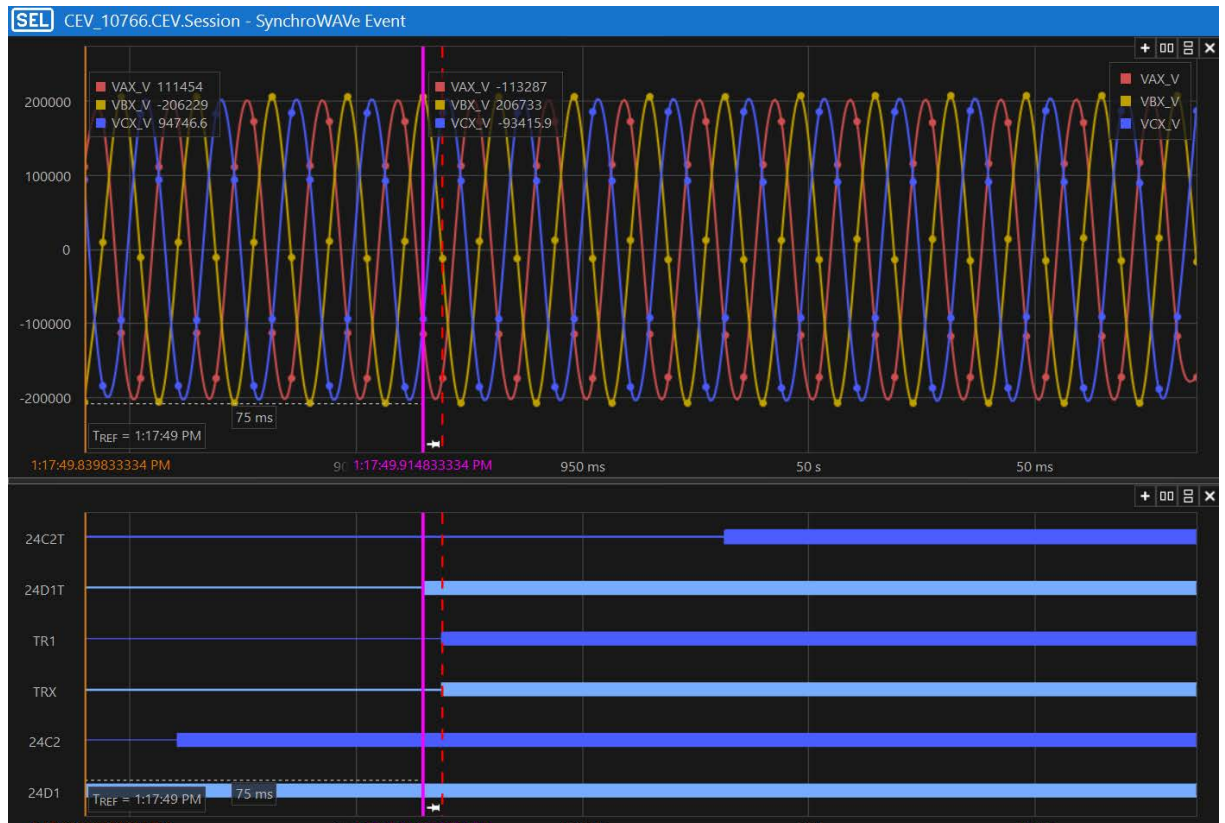 SEL CEV_10766.CEV.Session - SynchroWAVe Event
VAX_V 111454
VBX_V -206229
VCX_V 94746.6
VAX_V -113287
VBX_V 206733
VCX_V -93415.9
VAX_V
VBX_V
VCX_V
200000
100000
0
-100000
-200000
75 ms
TREF = 1:17:49 PM
1:17:49.839833334 PM
1:17:49.914833334 PM
950 ms
50 s
50 ms
24C2T
24D1T
TR1
TRX
24C2
24D1
TREF = 1:17:49 PM
75 ms